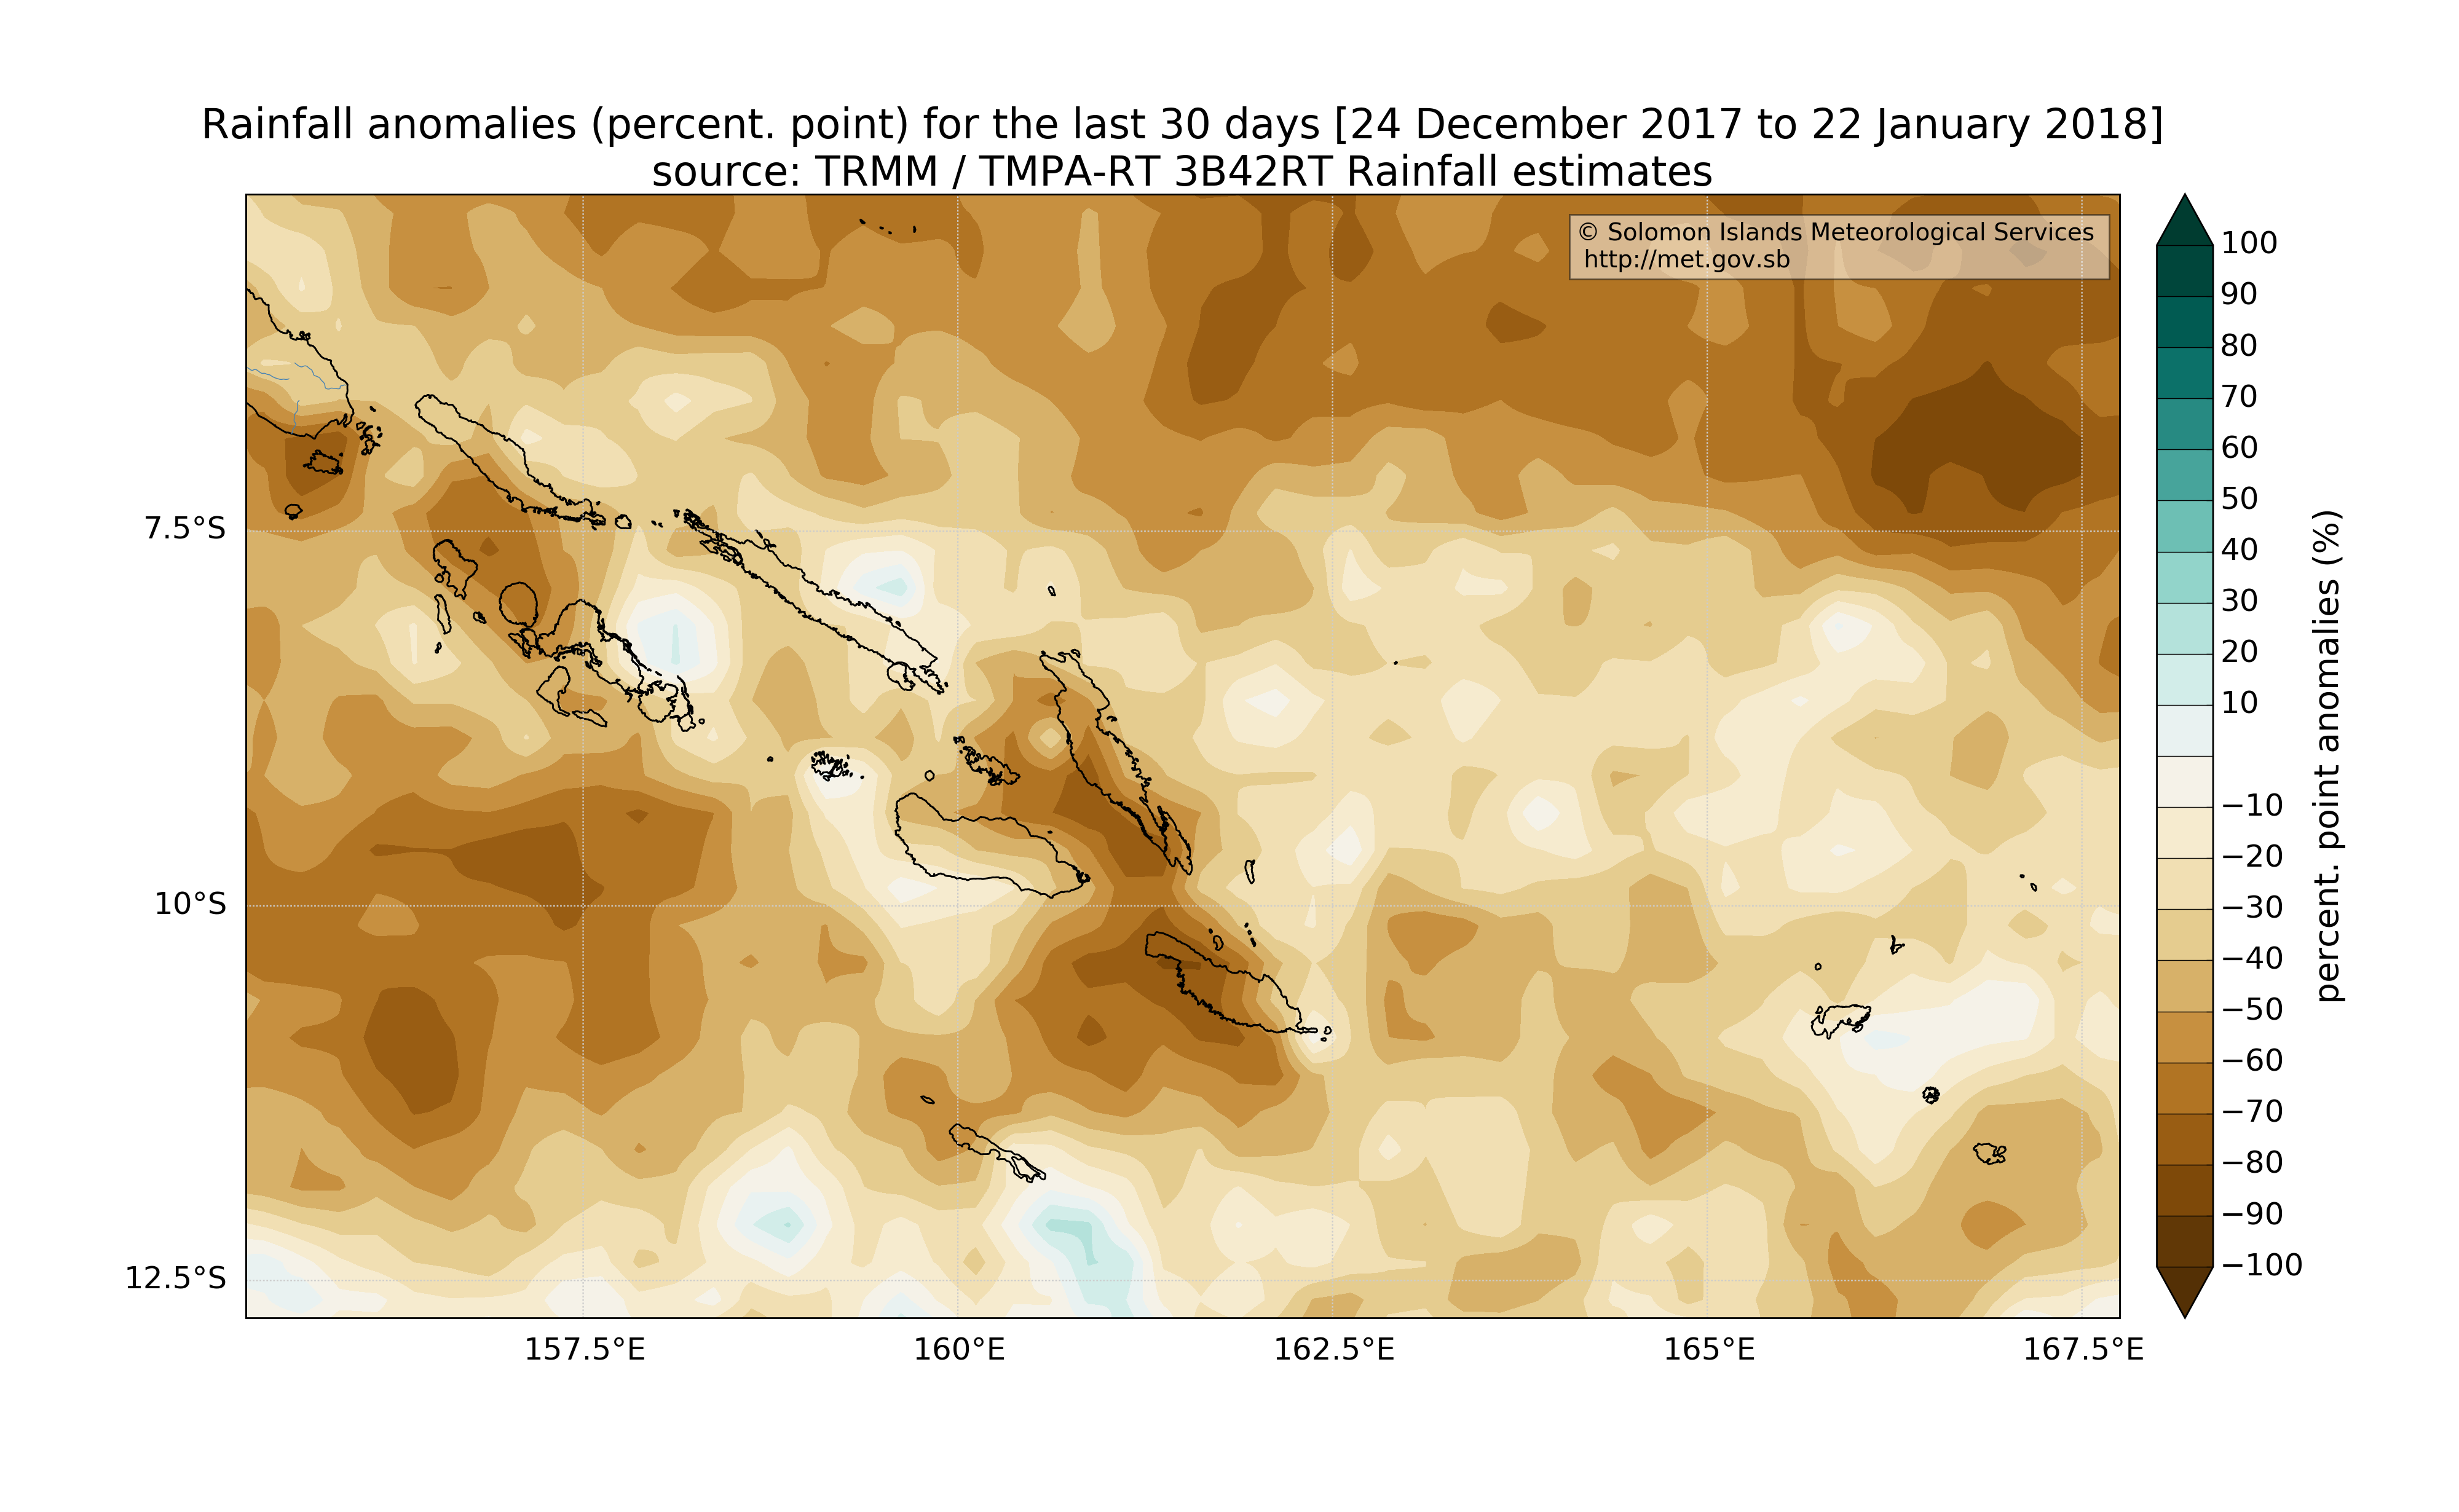 Rainfall anomalies (percent. point) for the last 30 days [24 December 2017 to 22 January 2018]
source: TRMM / TMPA-RT 3B42RT Rainfall estimates
© Solomon Islands Meteorological Services
http://met.gov.sb
7.5°S
10°S
12.5°S
157.5°E
160°E
162.5°E
165°E
167.5°E
100
90
80
70
60
50
40
30
20
10
−10
−20
−30
−40
−50
−60
−70
−80
−90
−100
percent. point anomalies (%)